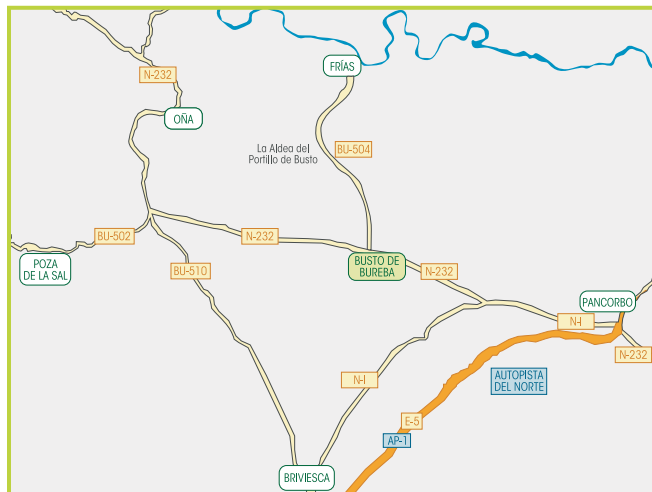 N-232
FRÍAS
OÑA
La Aldea del
Portillo de Busto
BU-504
BU-502
N-232
POZA
DE LA SAL
BU-510
BUSTO DE
BUREBA
N-232
PANCORBO
N-I
N-232
N-I
AUTOPISTA
DEL NORTE
E-5
AP-1
BRIVIESCA